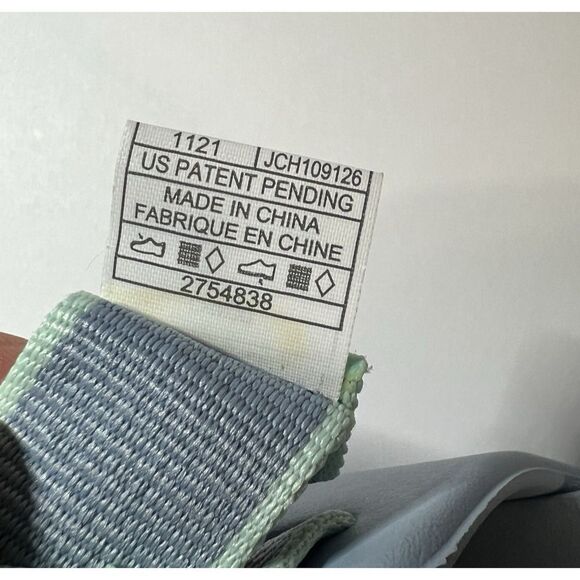 1121 JCH109126
US PATENT PENDING
MADE IN CHINA
FABRIQUE EN CHINE
2754838